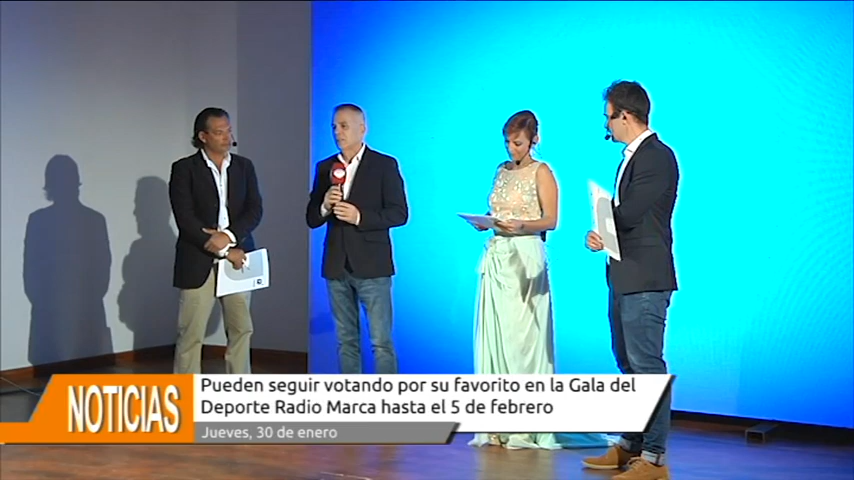 NOTICIAS
Pueden seguir votando por su favorito en la Gala del
Deporte Radio Marca hasta el 5 de febrero
Jueves, 30 de enero